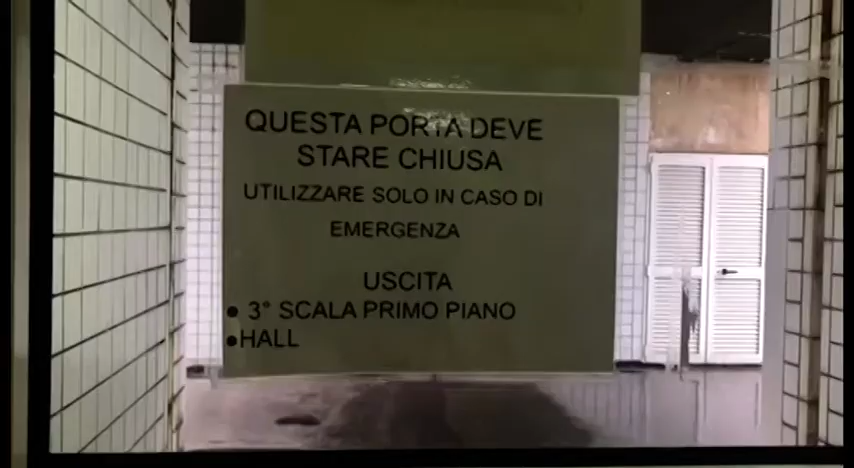 QUESTA PORTA DEVE
STARE CHIUSA
UTILIZZARE SOLO IN CASO DI
EMERGENZA
USCITA
● 3° SCALA PRIMO PIANO
●HALL